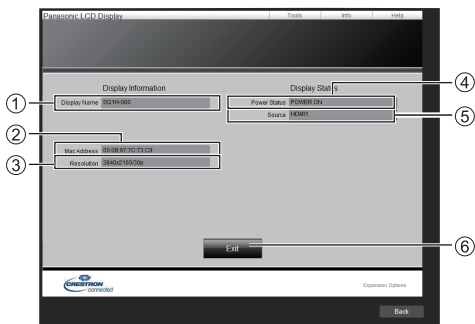 Panasonic LCD Display Tools Info Help
Display Information Display Status
① Display Name SQ1H-000 Power Status POWER ON ④
Source HDMI1 ⑤
②
Mac Address 00:0B:97:7C:73:C8
③ Resolution 3840x2160/30p
Exit ⑥
CRESTRON connected Expansion Options
Back